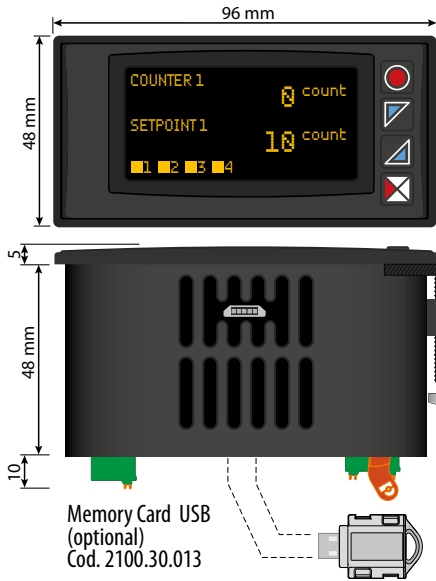 96 mm
48 mm
COUNTER 1
0 count
SETPOINT 1
10 count
1 2 3 4
5
48 mm
10
Memory Card USB
(optional)
Cod. 2100.30.013